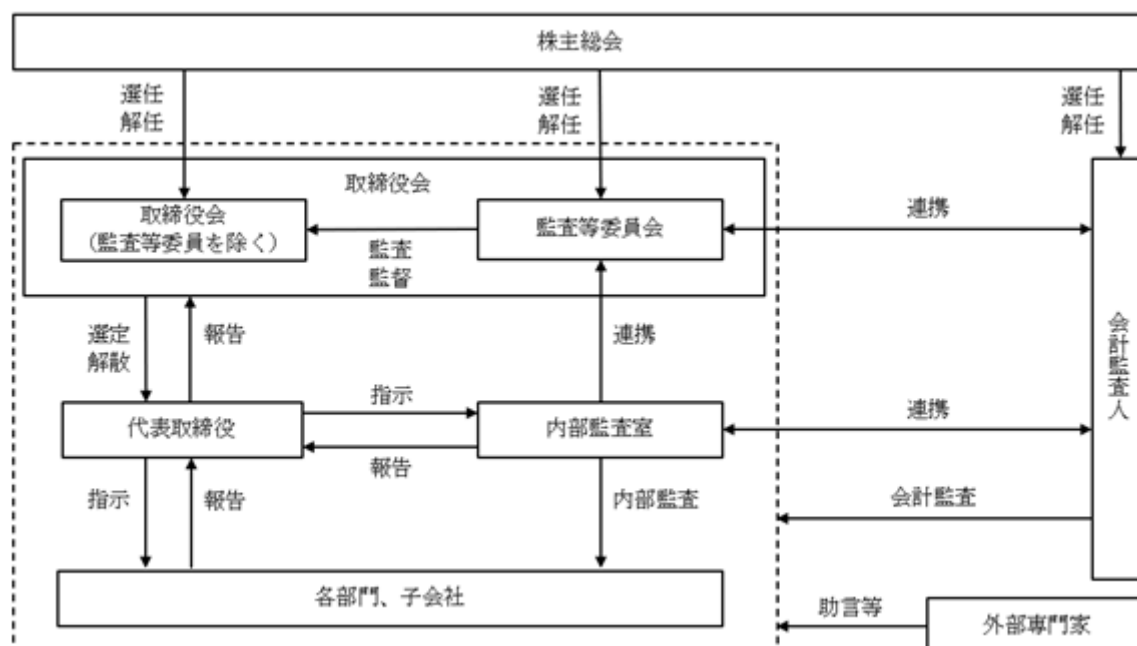 株主総会
選任
解任
選任
解任
選任
解任
取締役会
取締役会
(監査等委員を除く)
監査等委員会
連携
監査
監督
選定
解散
報告
連携
会計監査人
指示
代表取締役
内部監査室
連携
報告
指示
報告
内部監査
会計監査
各部門、子会社
助言等
外部専門家